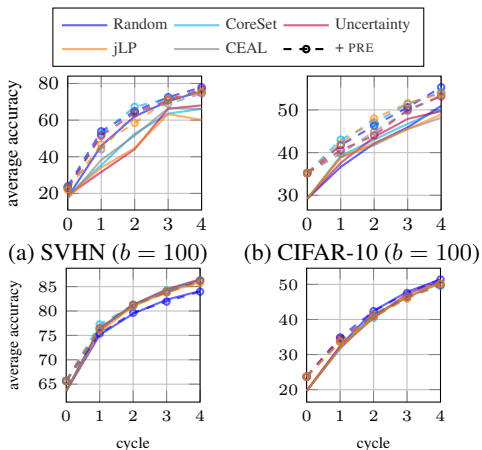 Random CoreSet Uncertainty
jLP CEAL + PRE
average accuracy
80
60
40
20
0 1 2 3 4
50
40
30
0 1 2 3 4
(a) SVHN (b = 100) (b) CIFAR-10 (b = 100)
average accuracy
85
80
75
70
65
0 1 2 3 4
cycle
50
40
30
20
0 1 2 3 4
cycle